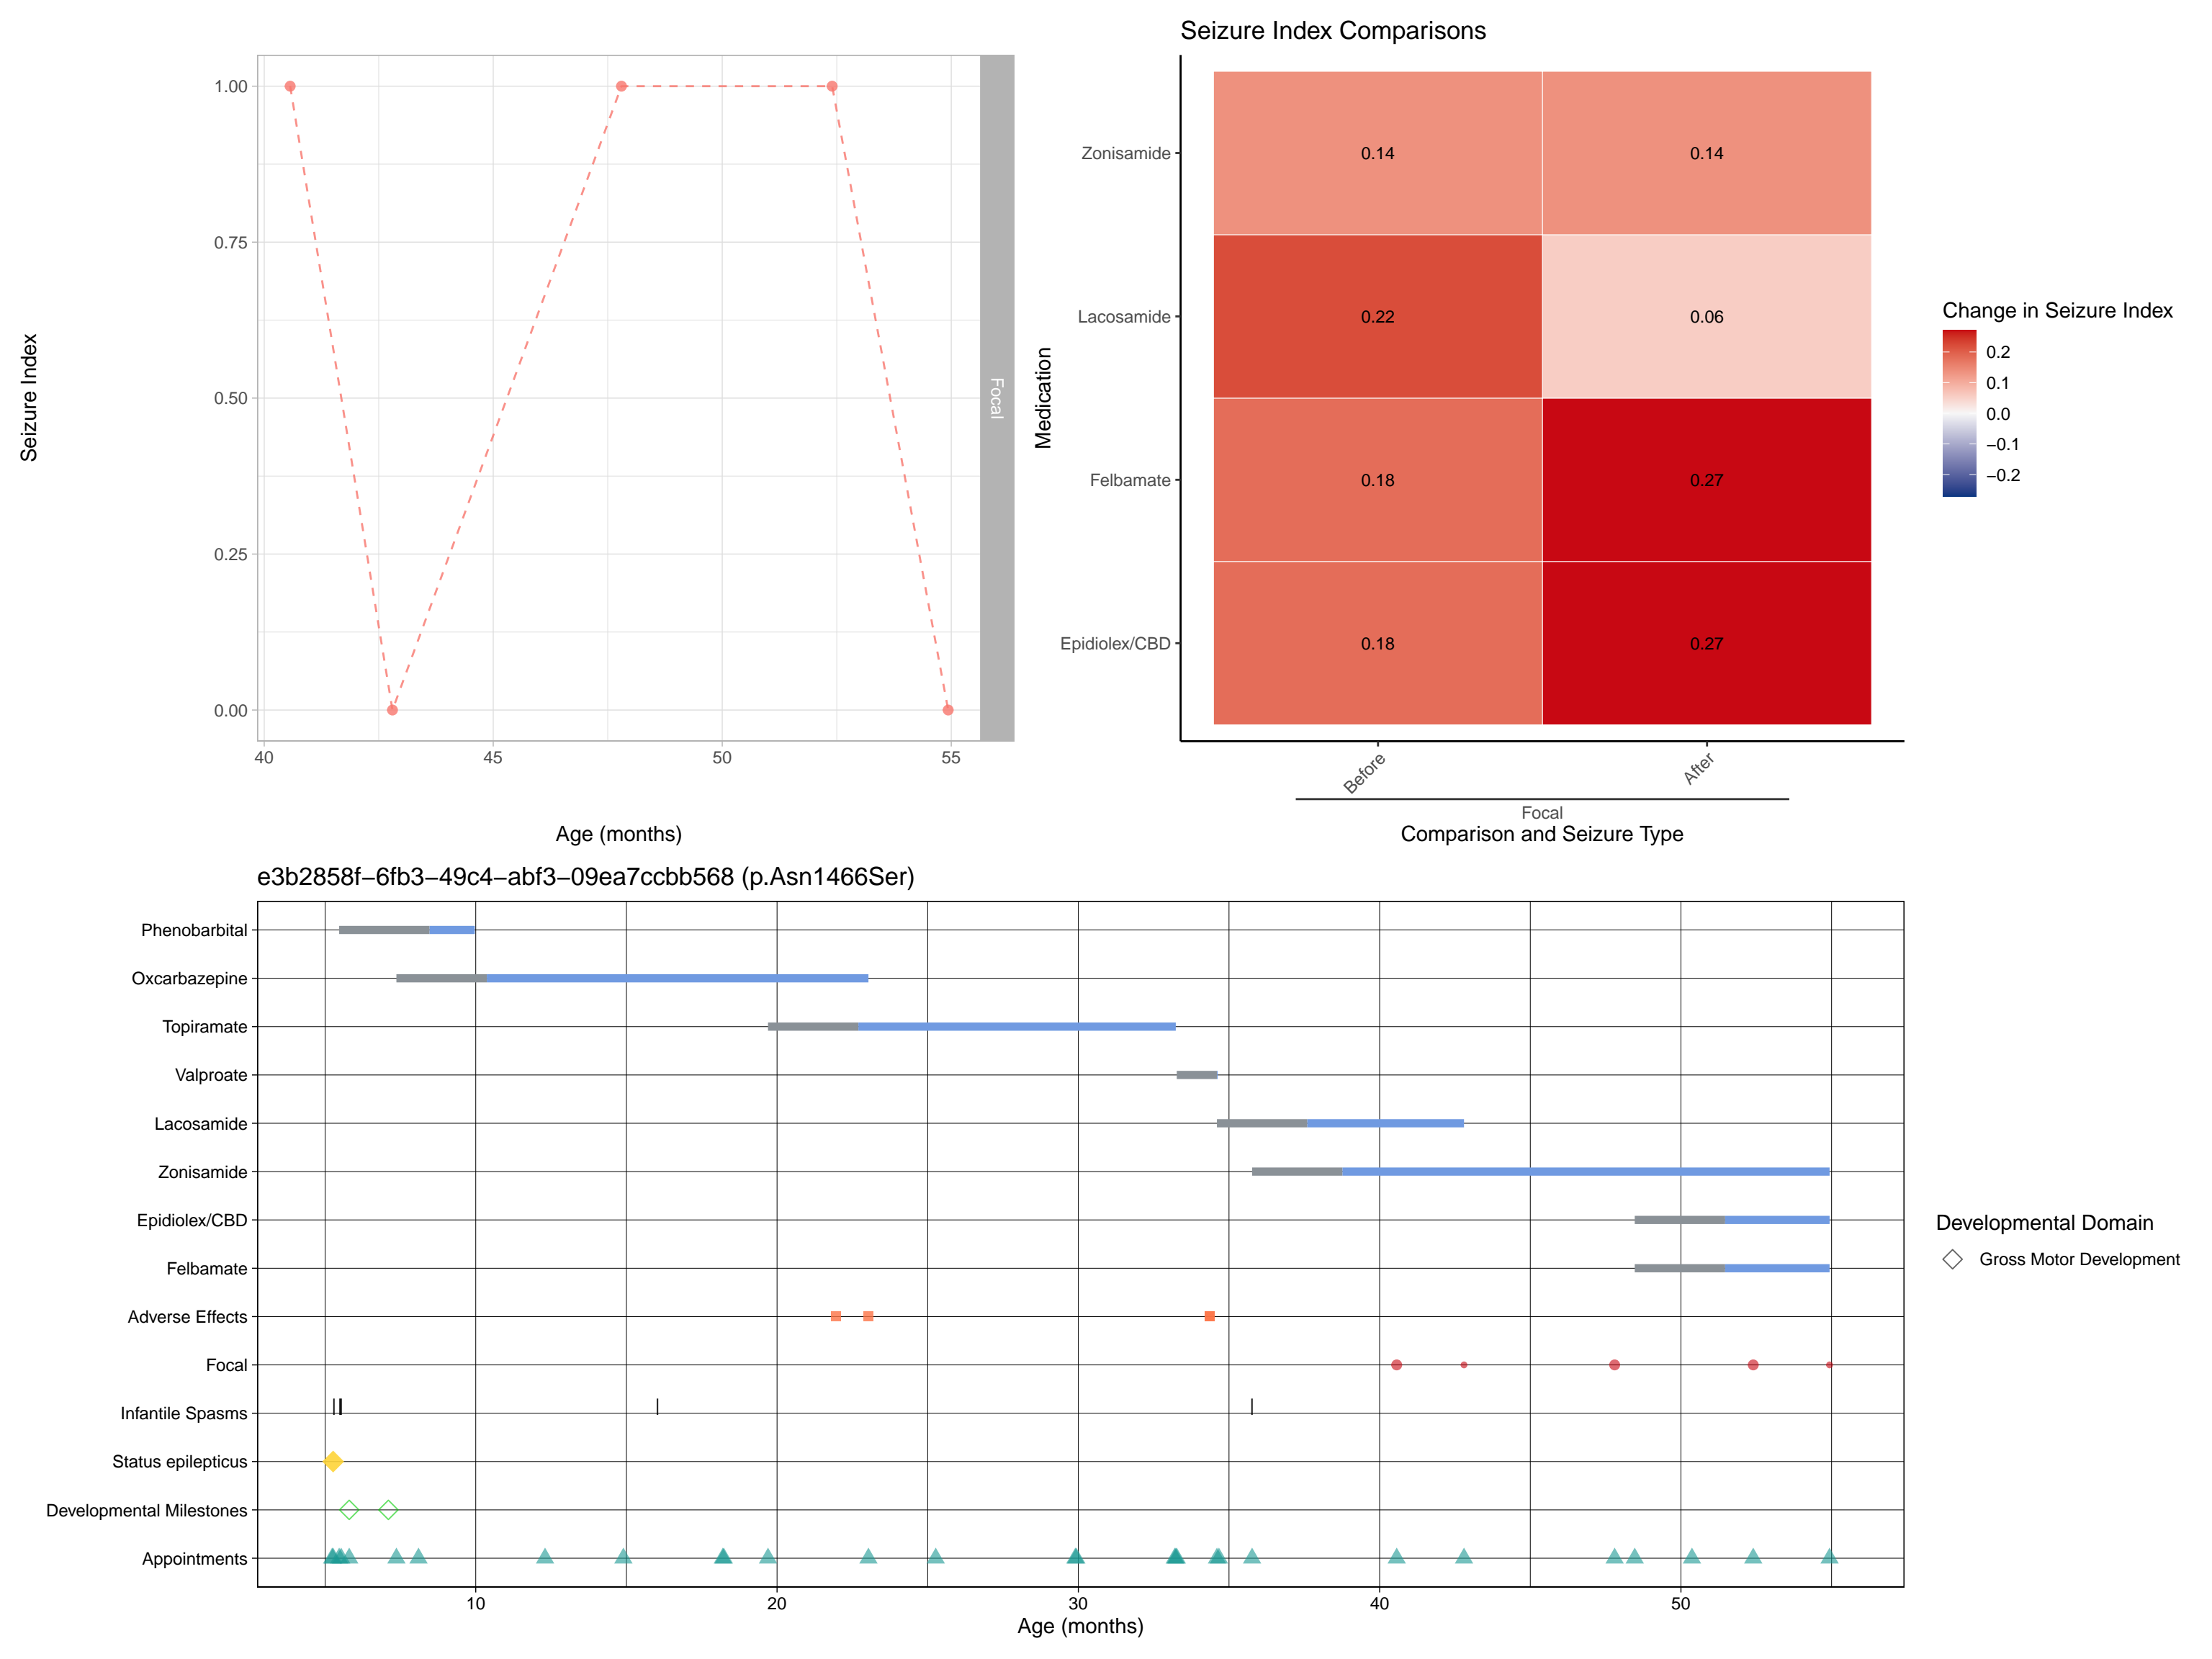 Seizure Index
1.00
0.75
0.50
0.25
0.00
40 45 50 55
Age (months)
Focal
Seizure Index Comparisons
Medication
Zonisamide 0.14 0.14
Lacosamide 0.22 0.06
Felbamate 0.18 0.27
Epidiolex/CBD 0.18 0.27
Before After
Focal
Comparison and Seizure Type
Change in Seizure Index
0.2
0.1
0.0
−0.1
−0.2
e3b2858f−6fb3−49c4−abf3−09ea7ccbb568 (p.Asn1466Ser)
Phenobarbital
Oxcarbazepine
Topiramate
Valproate
Lacosamide
Zonisamide
Epidiolex/CBD
Felbamate
Adverse Effects
Focal
Infantile Spasms
Status epilepticus
Developmental Milestones
Appointments
10 20 30 40 50
Age (months)
Developmental Domain
Gross Motor Development